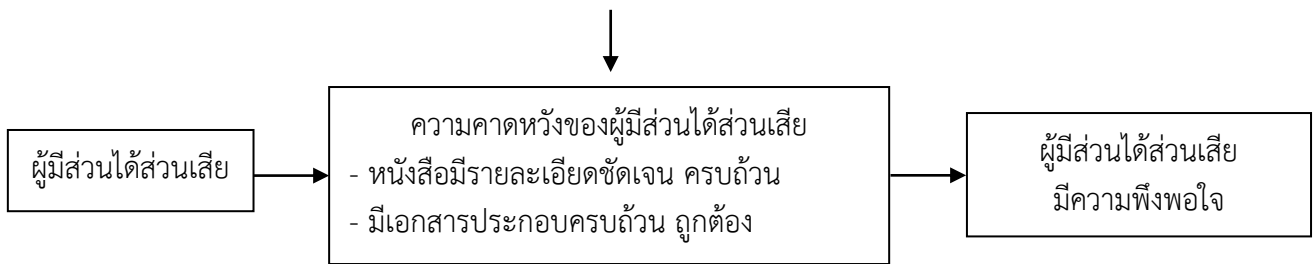 ผู้มีส่วนได้ส่วนเสีย
ความคาดหวังของผู้มีส่วนได้ส่วนเสีย
- หนังสือมีรายละเอียดชัดเจน ครบถ้วน
- มีเอกสารประกอบครบถ้วน ถูกต้อง
ผู้มีส่วนได้ส่วนเสีย
มีความพึงพอใจ